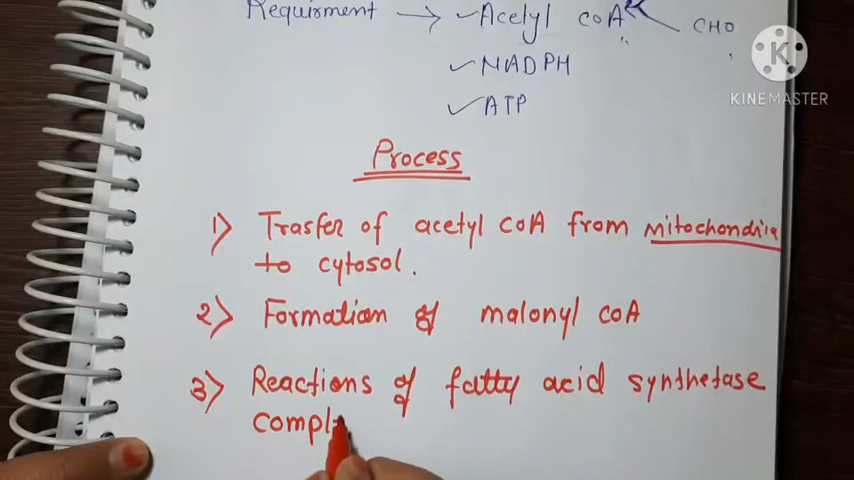 Requirment → ✓Acetyl CoA ← CHO
✓NADPH
✓ATP
K
KINEMASTER
Process
1) Trasfer of acetyl COA from mitochondria
to cytosol.
2) Formation of malonyl COA
3) Reactions of fatty acid synthetase
compl